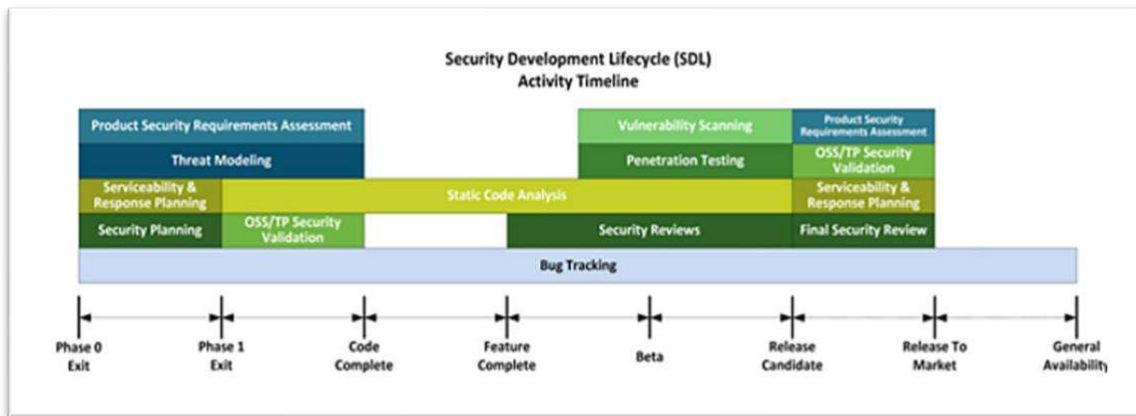 Security Development Lifecycle (SDL)
Activity Timeline
Product Security Requirements Assessment
Vulnerability Scanning
Product Security
Requirements Assessment
Threat Modeling
Penetration Testing
OSS/TP Security
Validation
Serviceability &
Response Planning
Static Code Analysis
Serviceability &
Response Planning
Security Planning
OSS/TP Security
Validation
Security Reviews
Final Security Review
Bug Tracking
Phase 0
Exit
Phase 1
Exit
Code
Complete
Feature
Complete
Beta
Release
Candidate
Release To
Market
General
Availability